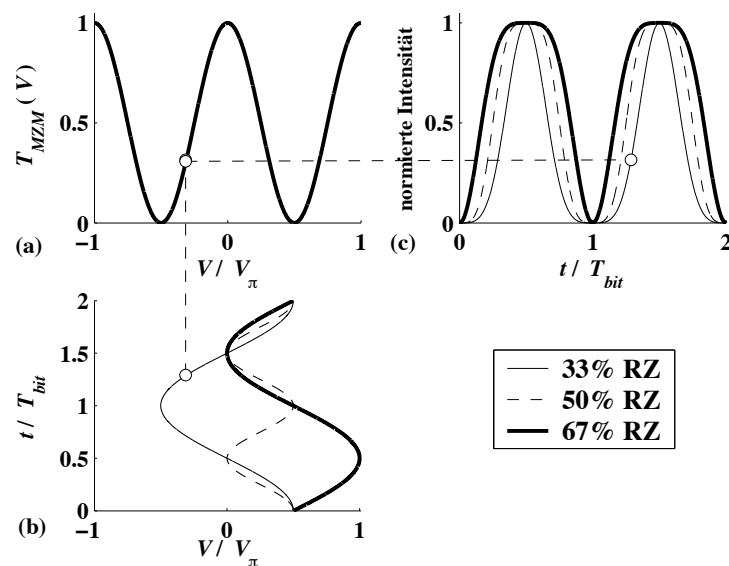 1
0.5
0
T_MZM(V)
−1 0 1
(a)
V / V_π
1
0.5
0
normierte Intensität
0 1 2
(c)
t / T_bit
2
1.5
1
0.5
0
t / T_bit
−1 0 1
(b)
V / V_π
33% RZ
50% RZ
67% RZ